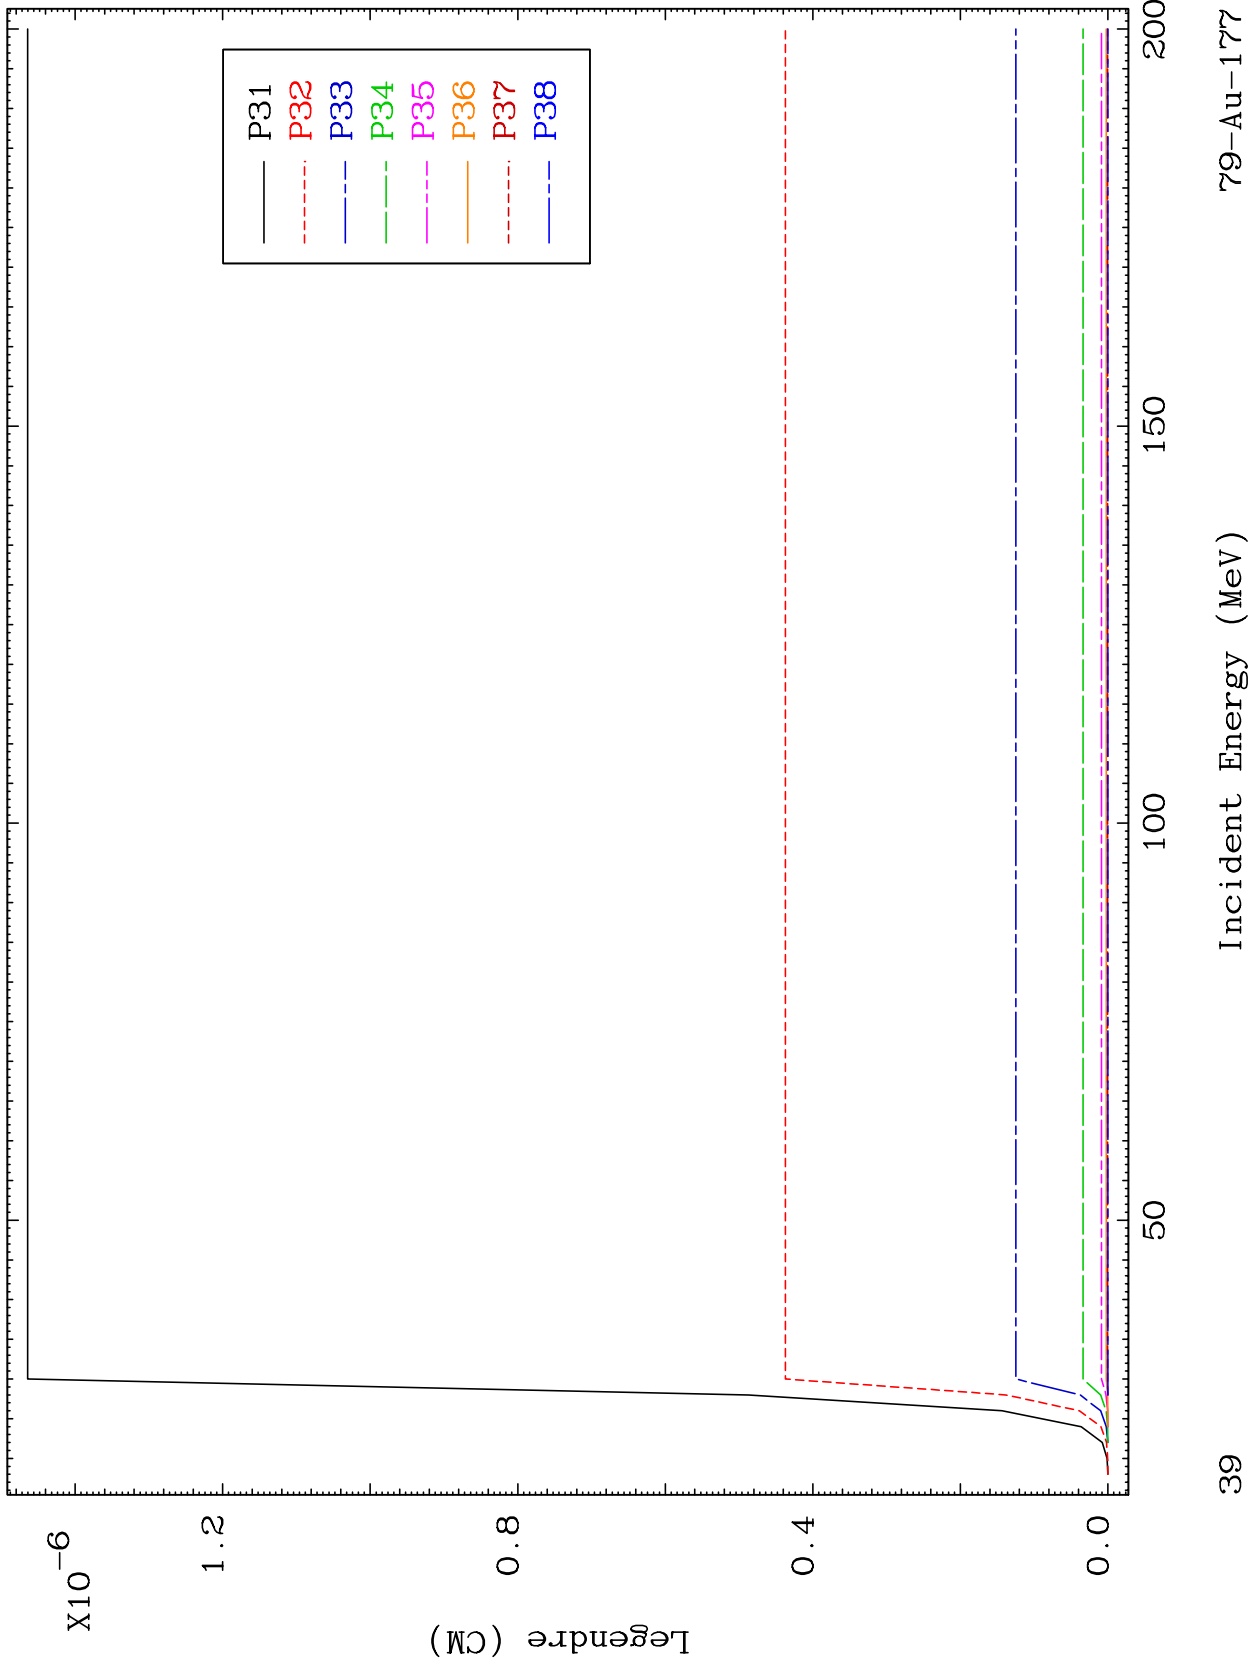 X10^-6
1.2
0.8
0.4
0.0
Legendre (CM)
P31
P32
P33
P34
P35
P36
P37
P38
50
100
150
200
39
Incident Energy (MeV)
79-Au-177